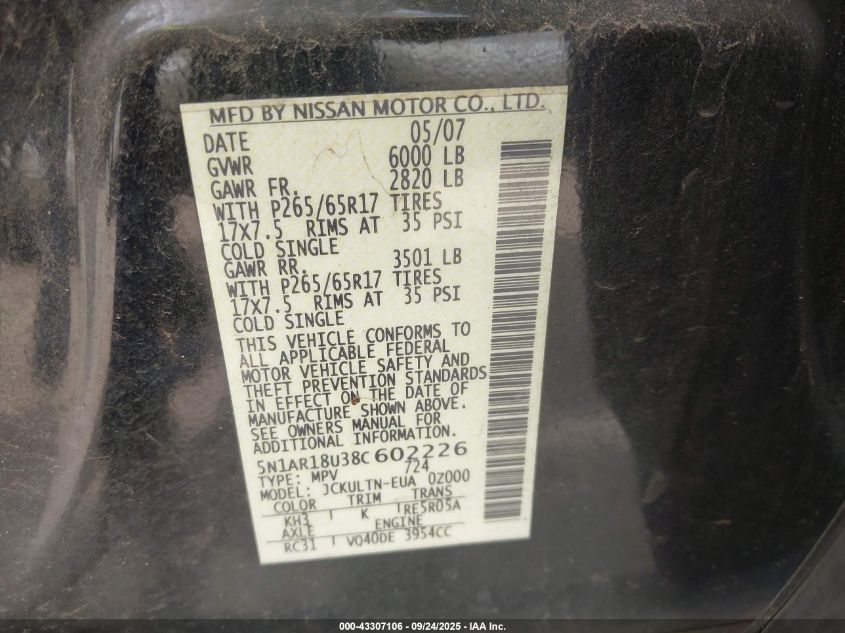 MFD BY NISSAN MOTOR CO., LTD.
DATE 05/07
GVWR 6000 LB
GAWR FR. 2820 LB
WITH P265/65R17 TIRES
17X7.5 RIMS AT 35 PSI
COLD SINGLE
GAWR RR. 3501 LB
WITH P265/65R17 TIRES
17X7.5 RIMS AT 35 PSI
COLD SINGLE
THIS VEHICLE CONFORMS TO
ALL APPLICABLE FEDERAL
MOTOR VEHICLE SAFETY AND
THEFT PREVENTION STANDARDS
IN EFFECT ON THE DATE OF
MANUFACTURE SHOWN ABOVE.
SEE OWNERS MANUAL FOR
ADDITIONAL INFORMATION.
5N1AR18U38C602226
TYPE: MPV 724
MODEL: JCKULTN-EUA 0Z000
COLOR TRIM TRANS
KH3 K RE5R05A
AXLE ENGINE
RC31 VQ40DE 3954CC
000-43307106 - 09/24/2025 - IAA Inc.